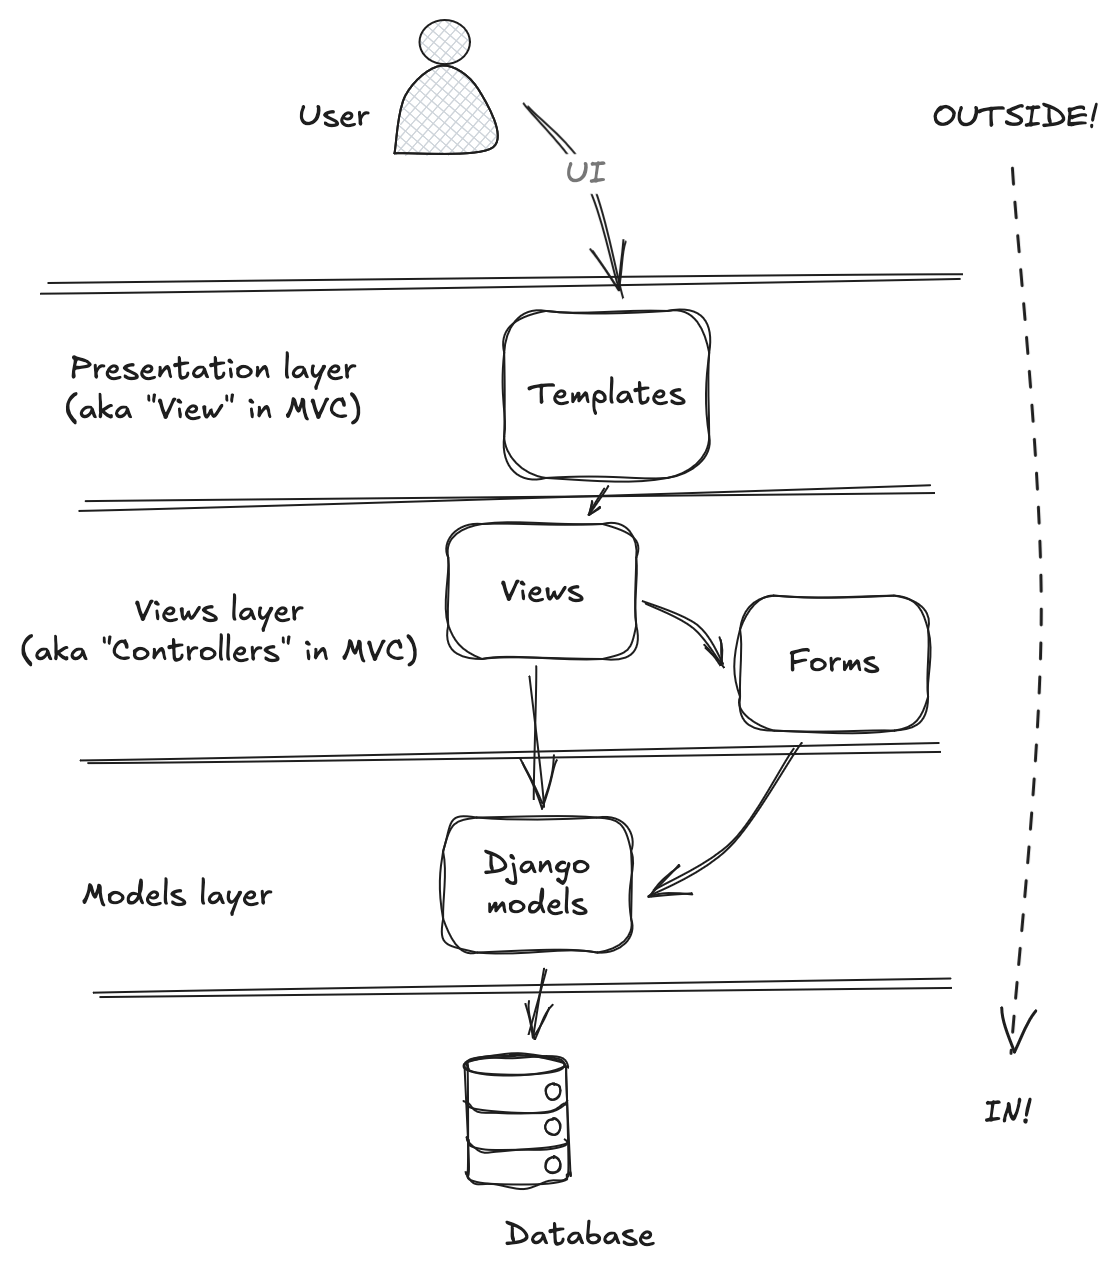 User
OUTSIDE!
UI
Presentation layer
(aka "View" in MVC)
Templates
Views
Views layer
(aka "Controllers" in MVC)
Forms
Django
models
Models layer
IN!
Database